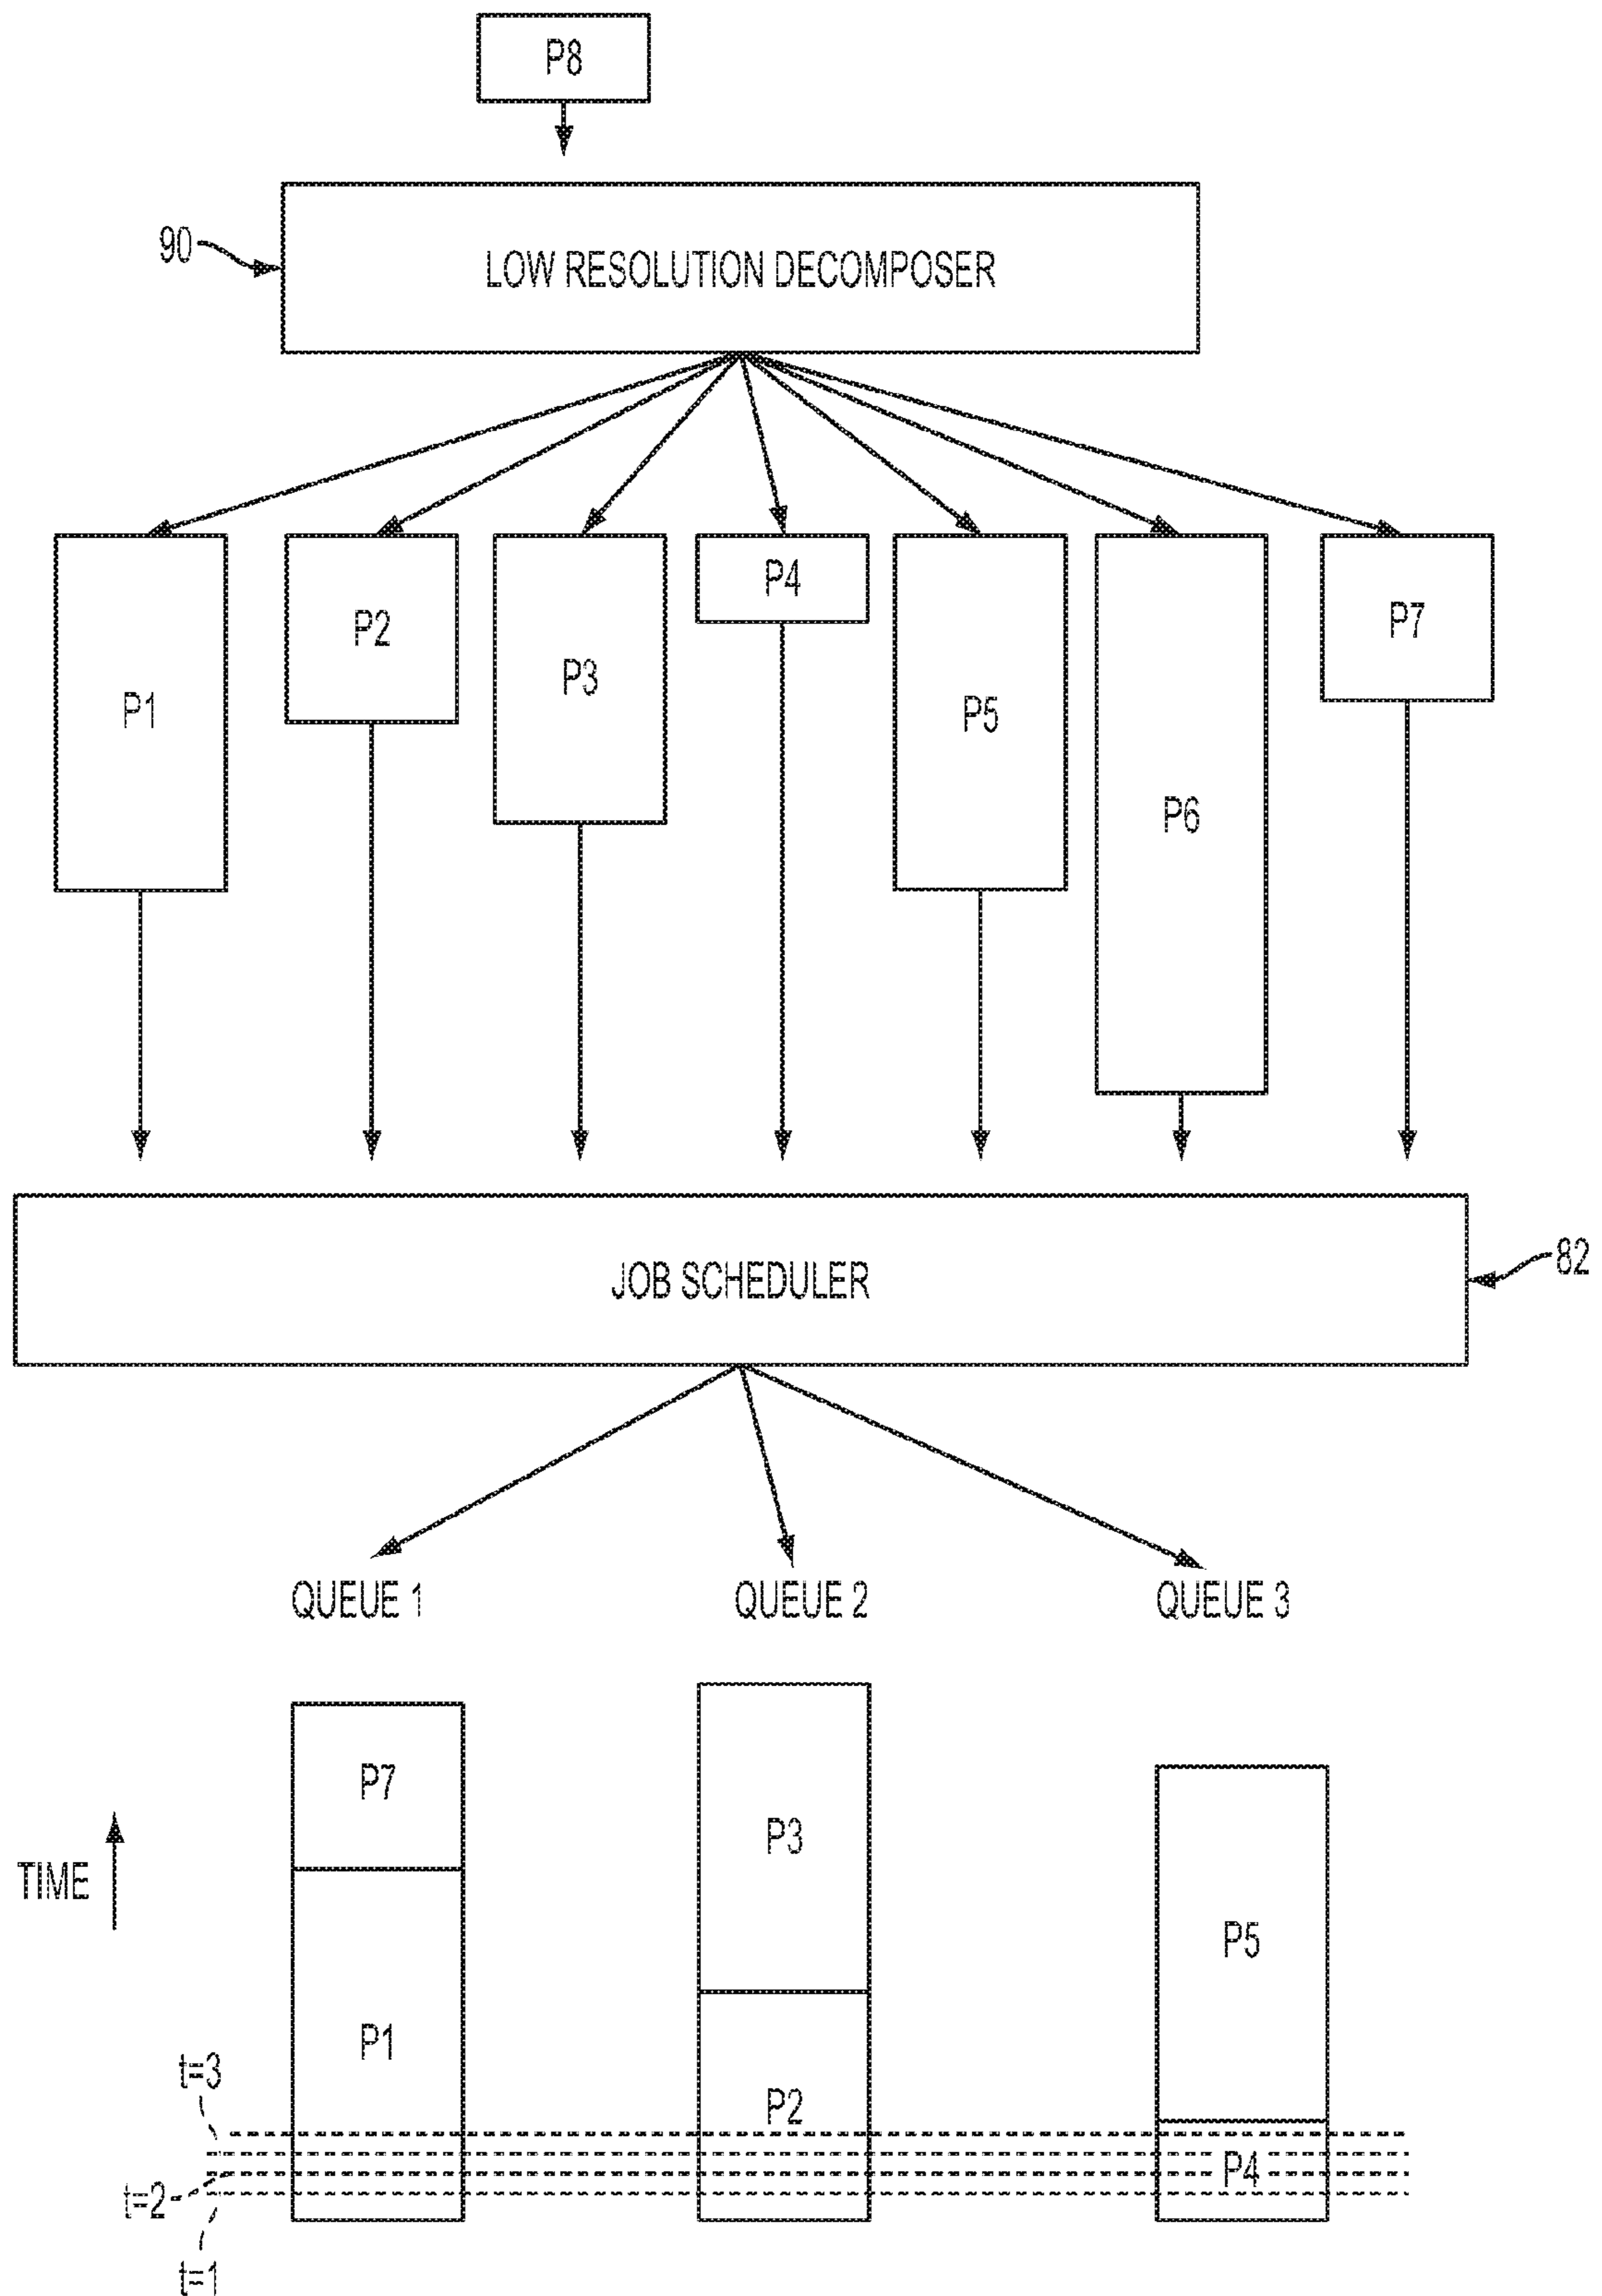 P8
90
LOW RESOLUTION DECOMPOSER
P1
P2
P3
P4
P5
P6
P7
JOB SCHEDULER
82
QUEUE 1
QUEUE 2
QUEUE 3
TIME
P7
P1
P3
P2
P5
P4
t=3
t=2
t=1